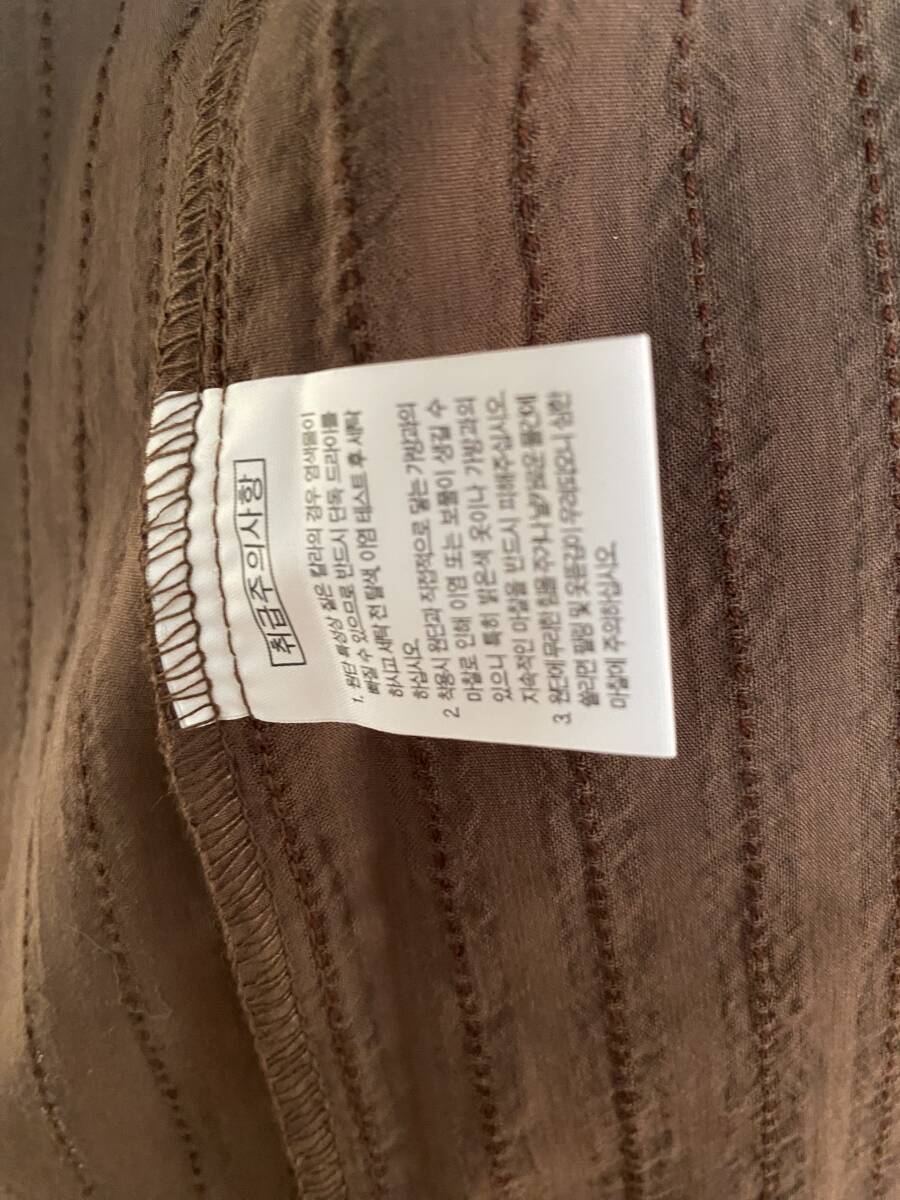 취급주의사항
1. 원단 특성상 짙은 칼라의 경우 염색물이
빠질 수 있으므로 반드시 단독 드라이를
하시고 세탁 전 탈색, 이염 테스트 후 세탁
하십시오.
2. 착용시 원단과 직접적으로 닿는 가방과의
마찰로 인해 이염 또는 보풀이 생길 수
있으니 특히 밝은색 옷이나 가방과의
지속적인 마찰을 반드시 피해주십시오.
3. 원단에 무리한 힘을 주거나 날카로운 물건에
쓸리면 필링 및 올뜯김이 우려되오니 심한
마찰에 주의하십시오.